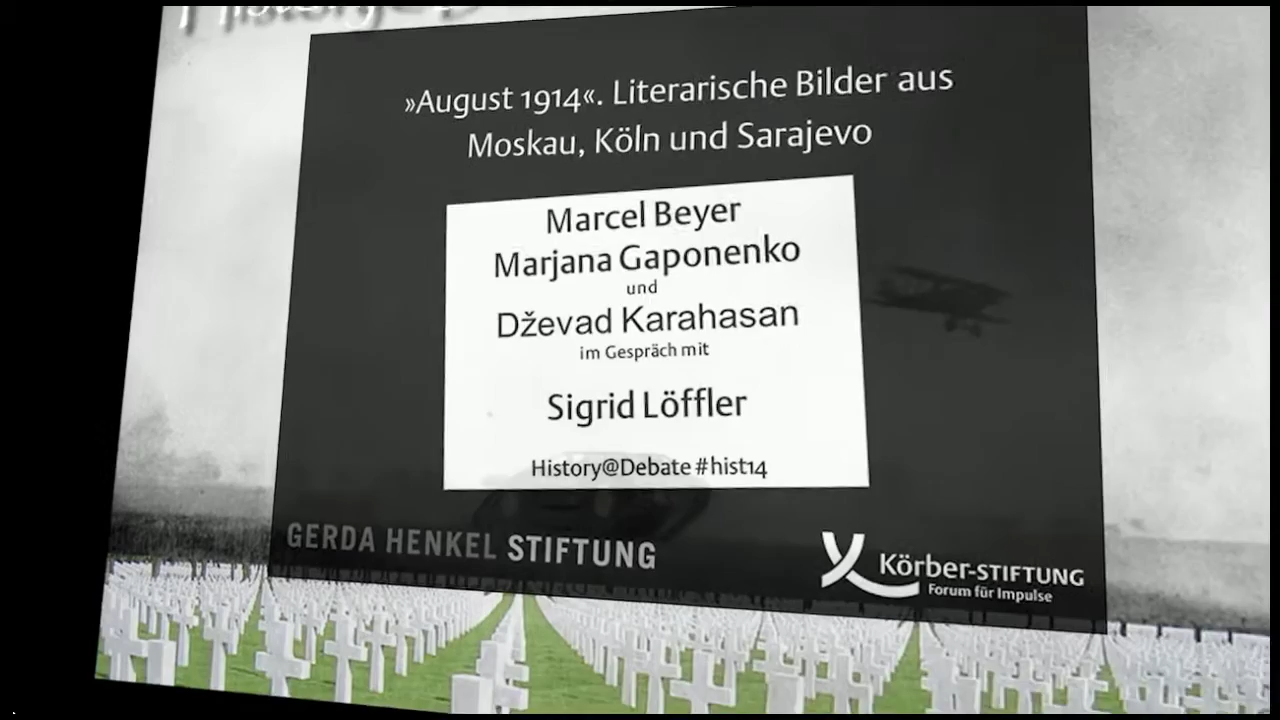 »August 1914«. Literarische Bilder aus
Moskau, Köln und Sarajevo
Marcel Beyer
Marjana Gaponenko
und
Dževad Karahasan
im Gespräch mit
Sigrid Löffler
History@Debate #hist14
GERDA HENKEL STIFTUNG
Körber-STIFTUNG
Forum für Impulse